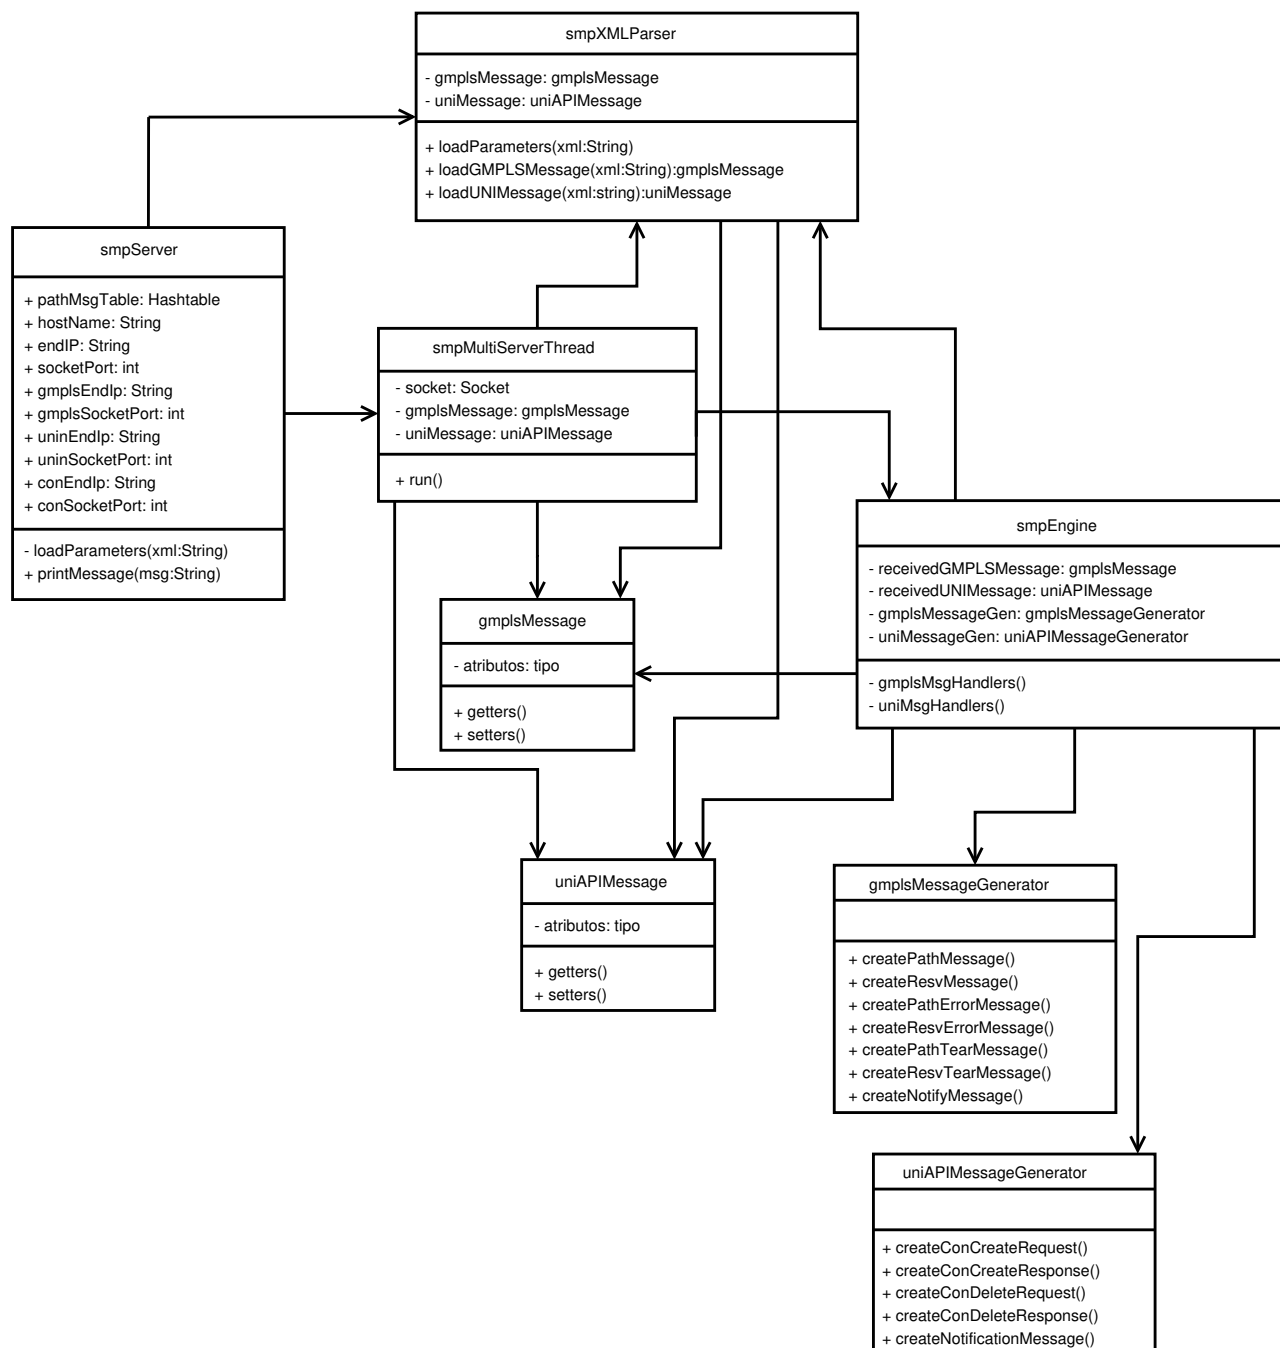 smpXMLParser
- gmplsMessage: gmplsMessage
- uniMessage: uniAPIMessage
+ loadParameters(xml:String)
+ loadGMPLSMessage(xml:String):gmplsMessage
+ loadUNIMessage(xml:string):uniMessage
smpServer
+ pathMsgTable: Hashtable
+ hostName: String
+ endIP: String
+ socketPort: int
+ gmplsEndIp: String
+ gmplsSocketPort: int
+ uninEndIp: String
+ uninSocketPort: int
+ conEndIp: String
+ conSocketPort: int
- loadParameters(xml:String)
+ printMessage(msg:String)
smpMultiServerThread
- socket: Socket
- gmplsMessage: gmplsMessage
- uniMessage: uniAPIMessage
+ run()
smpEngine
- receivedGMPLSMessage: gmplsMessage
- receivedUNIMessage: uniAPIMessage
- gmplsMessageGen: gmplsMessageGenerator
- uniMessageGen: uniAPIMessageGenerator
- gmplsMsgHandlers()
- uniMsgHandlers()
gmplsMessage
- atributos: tipo
+ getters()
+ setters()
uniAPIMessage
- atributos: tipo
+ getters()
+ setters()
gmplsMessageGenerator
+ createPathMessage()
+ createResvMessage()
+ createPathErrorMessage()
+ createResvErrorMessage()
+ createPathTearMessage()
+ createResvTearMessage()
+ createNotifyMessage()
uniAPIMessageGenerator
+ createConCreateRequest()
+ createConCreateResponse()
+ createConDeleteRequest()
+ createConDeleteResponse()
+ createNotificationMessage()